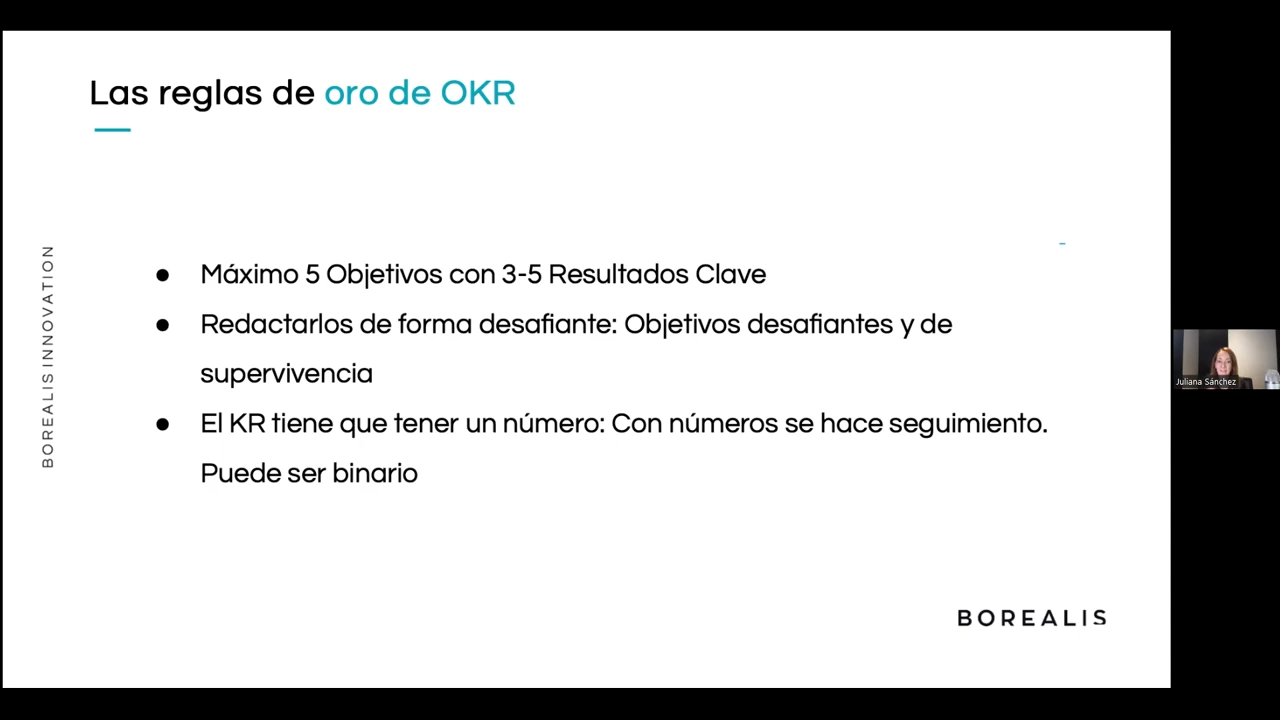 Las reglas de oro de OKR
BOREALIS INNOVATION
● Máximo 5 Objetivos con 3-5 Resultados Clave
● Redactarlos de forma desafiante: Objetivos desafiantes y de
supervivencia
● El KR tiene que tener un número: Con números se hace seguimiento.
Puede ser binario
Juliana Sánchez
BOREALIS